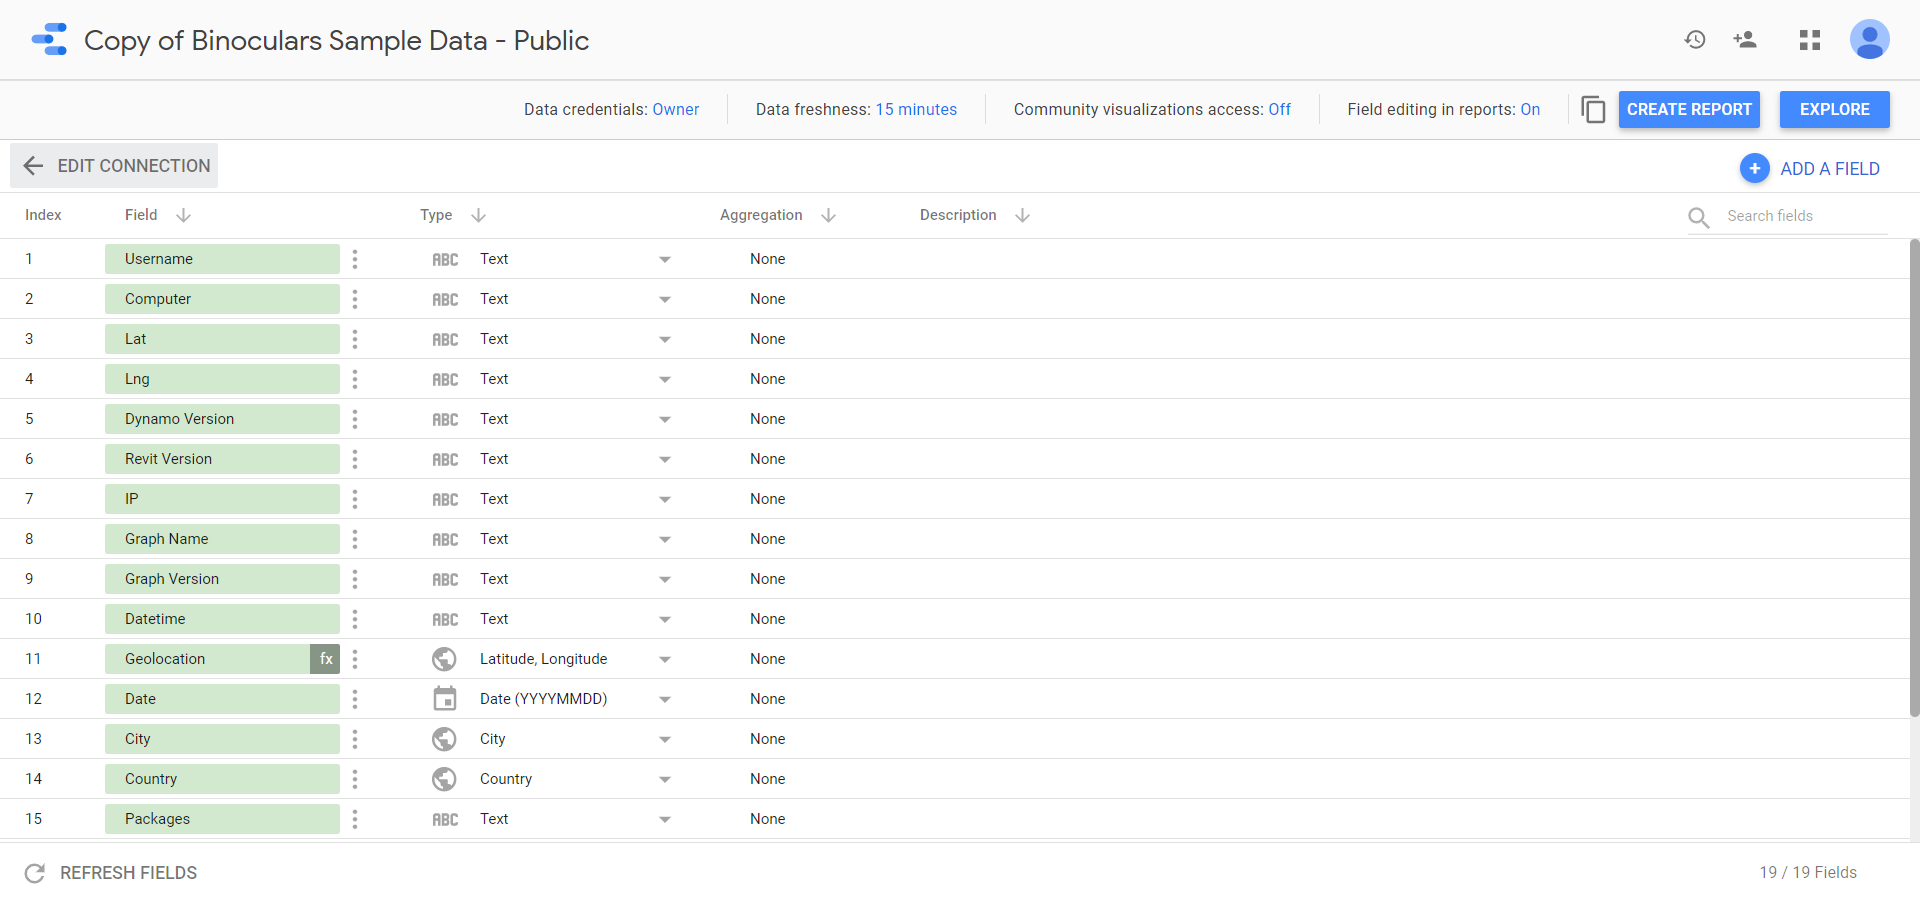 Copy of Binoculars Sample Data - Public
Data credentials: Owner Data freshness: 15 minutes Community visualizations access: Off Field editing in reports: On CREATE REPORT EXPLORE
EDIT CONNECTION + ADD A FIELD
Index Field Type Aggregation Description Search fields
1 Username ABC Text None
2 Computer ABC Text None
3 Lat ABC Text None
4 Lng ABC Text None
5 Dynamo Version ABC Text None
6 Revit Version ABC Text None
7 IP ABC Text None
8 Graph Name ABC Text None
9 Graph Version ABC Text None
10 Datetime ABC Text None
11 Geolocation fx Latitude, Longitude None
12 Date Date (YYYYMMDD) None
13 City City None
14 Country Country None
15 Packages ABC Text None
REFRESH FIELDS 19 / 19 Fields